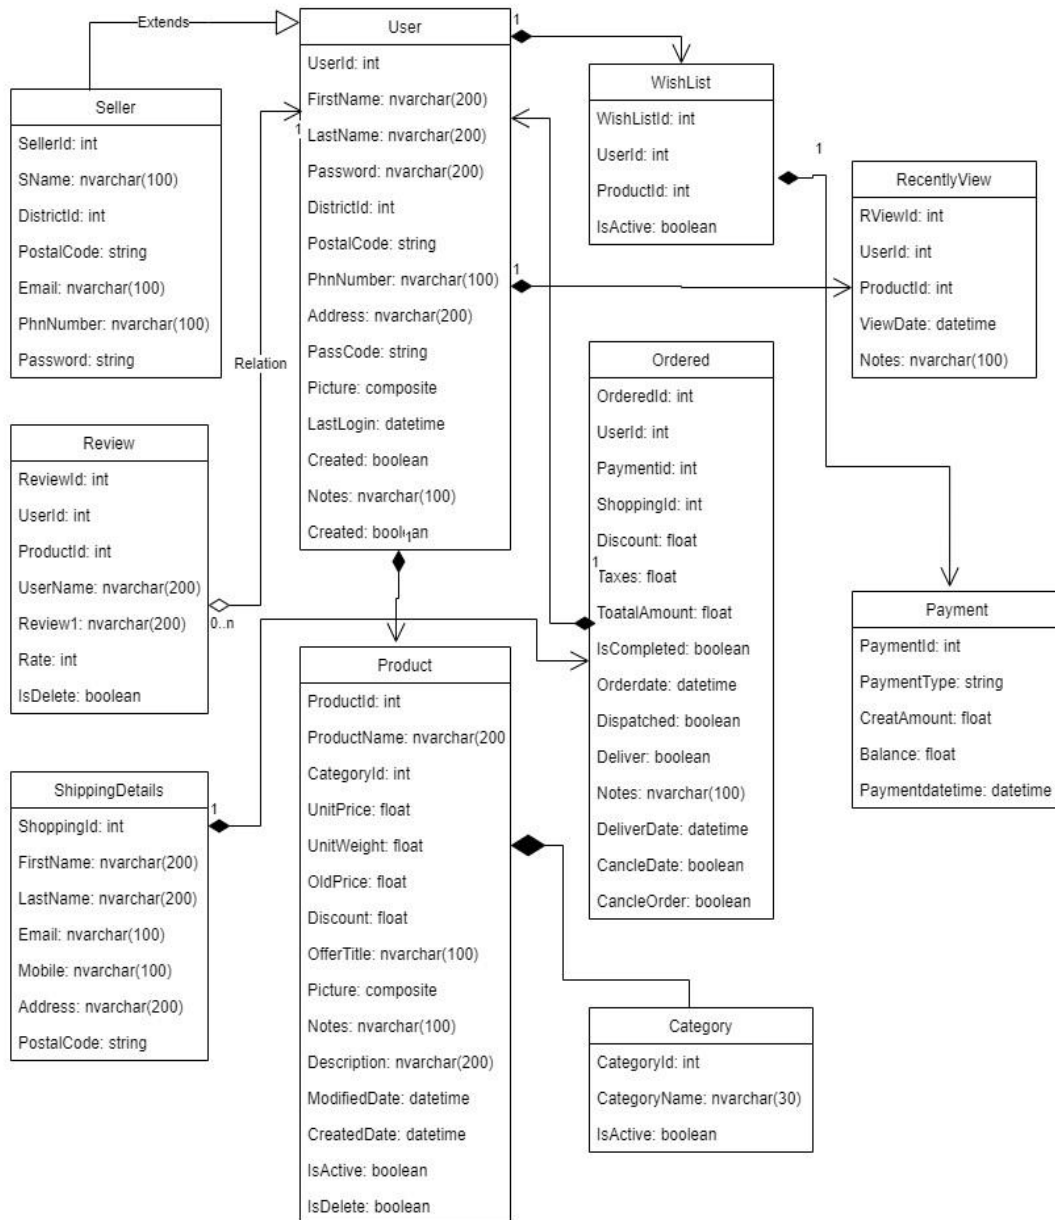 Extends
User
UserId: int
FirstName: nvarchar(200)
LastName: nvarchar(200)
Password: nvarchar(200)
DistrictId: int
PostalCode: string
PhnNumber: nvarchar(100)
Address: nvarchar(200)
PassCode: string
Picture: composite
LastLogin: datetime
Created: boolean
Notes: nvarchar(100)
Created: boolean
1
1
1
1
Seller
SellerId: int
SName: nvarchar(100)
DistrictId: int
PostalCode: string
Email: nvarchar(100)
PhnNumber: nvarchar(100)
Password: string
WishList
WishListId: int
UserId: int
ProductId: int
IsActive: boolean
1
RecentlyView
RViewId: int
UserId: int
ProductId: int
ViewDate: datetime
Notes: nvarchar(100)
Relation
Review
ReviewId: int
UserId: int
ProductId: int
UserName: nvarchar(200)
Review1: nvarchar(200)
Rate: int
IsDelete: boolean
0..n
Ordered
OrderedId: int
UserId: int
Paymentid: int
ShoppingId: int
Discount: float
1
Taxes: float
ToatalAmount: float
IsCompleted: boolean
Orderdate: datetime
Dispatched: boolean
Deliver: boolean
Notes: nvarchar(100)
DeliverDate: datetime
CancleDate: boolean
CancleOrder: boolean
Payment
PaymentId: int
PaymentType: string
CreatAmount: float
Balance: float
Paymentdatetime: datetime
ShippingDetails
1
ShoppingId: int
FirstName: nvarchar(200)
LastName: nvarchar(200)
Email: nvarchar(100)
Mobile: nvarchar(100)
Address: nvarchar(200)
PostalCode: string
Product
ProductId: int
ProductName: nvarchar(200
CategoryId: int
UnitPrice: float
UnitWeight: float
OldPrice: float
Discount: float
OfferTitle: nvarchar(100)
Picture: composite
Notes: nvarchar(100)
Description: nvarchar(200)
ModifiedDate: datetime
CreatedDate: datetime
IsActive: boolean
IsDelete: boolean
Category
CategoryId: int
CategoryName: nvarchar(30)
IsActive: boolean